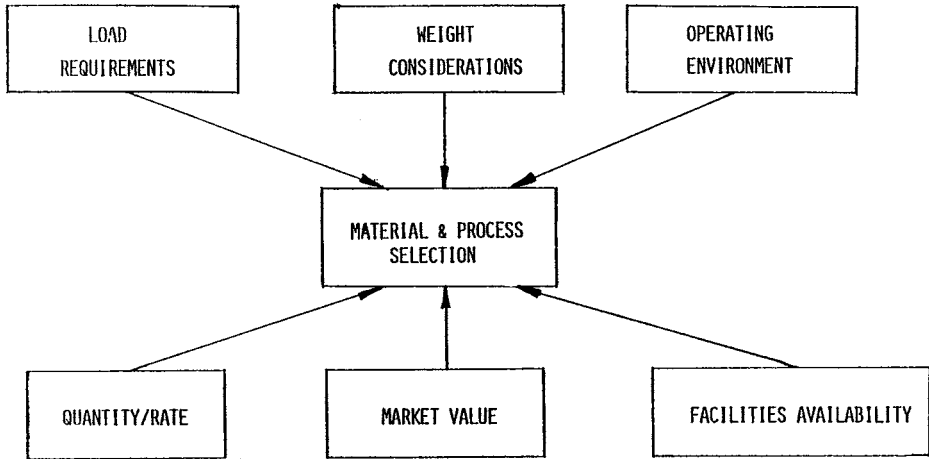 LOAD
REQUIREMENTS
WEIGHT
CONSIDERATIONS
OPERATING
ENVIRONMENT
MATERIAL & PROCESS
SELECTION
QUANTITY/RATE
MARKET VALUE
FACILITIES AVAILABILITY